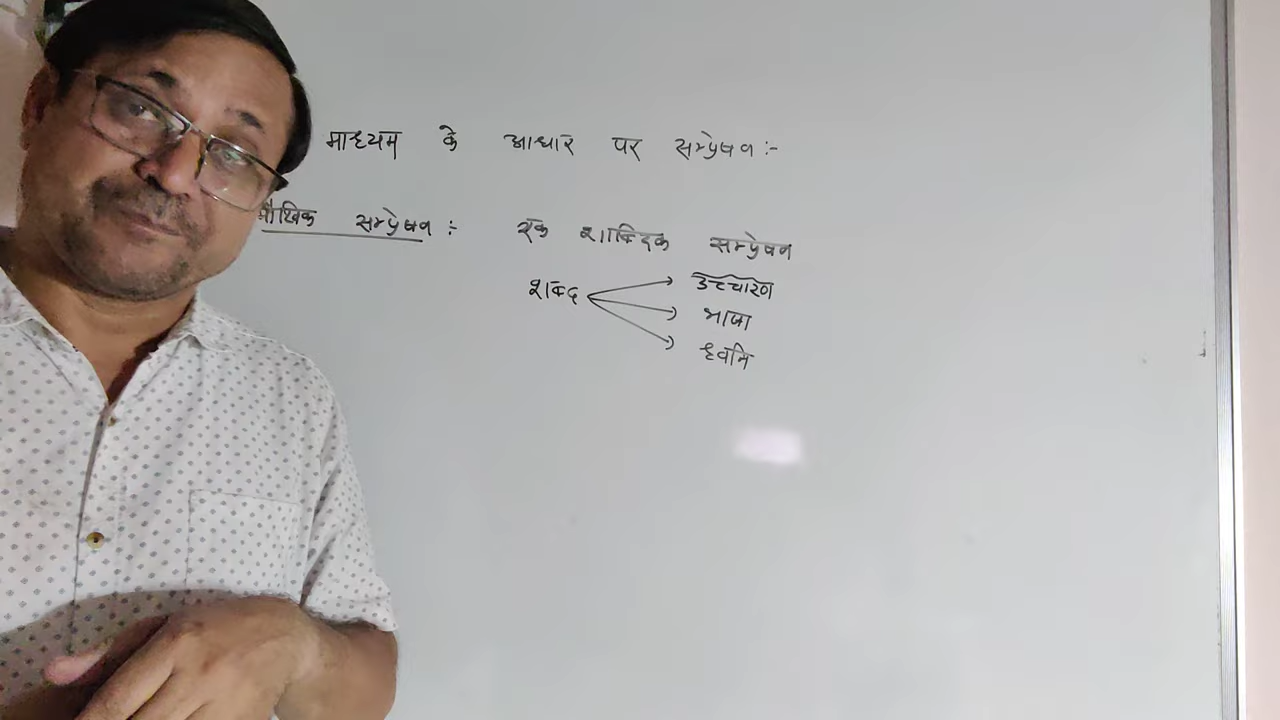 माध्यम के आधार पर सम्प्रेषण :-
मौखिक सम्प्रेषण :- एक शाब्दिक सम्प्रेषण
शब्द → उच्चारण
→ भाषा
→ ध्वनि